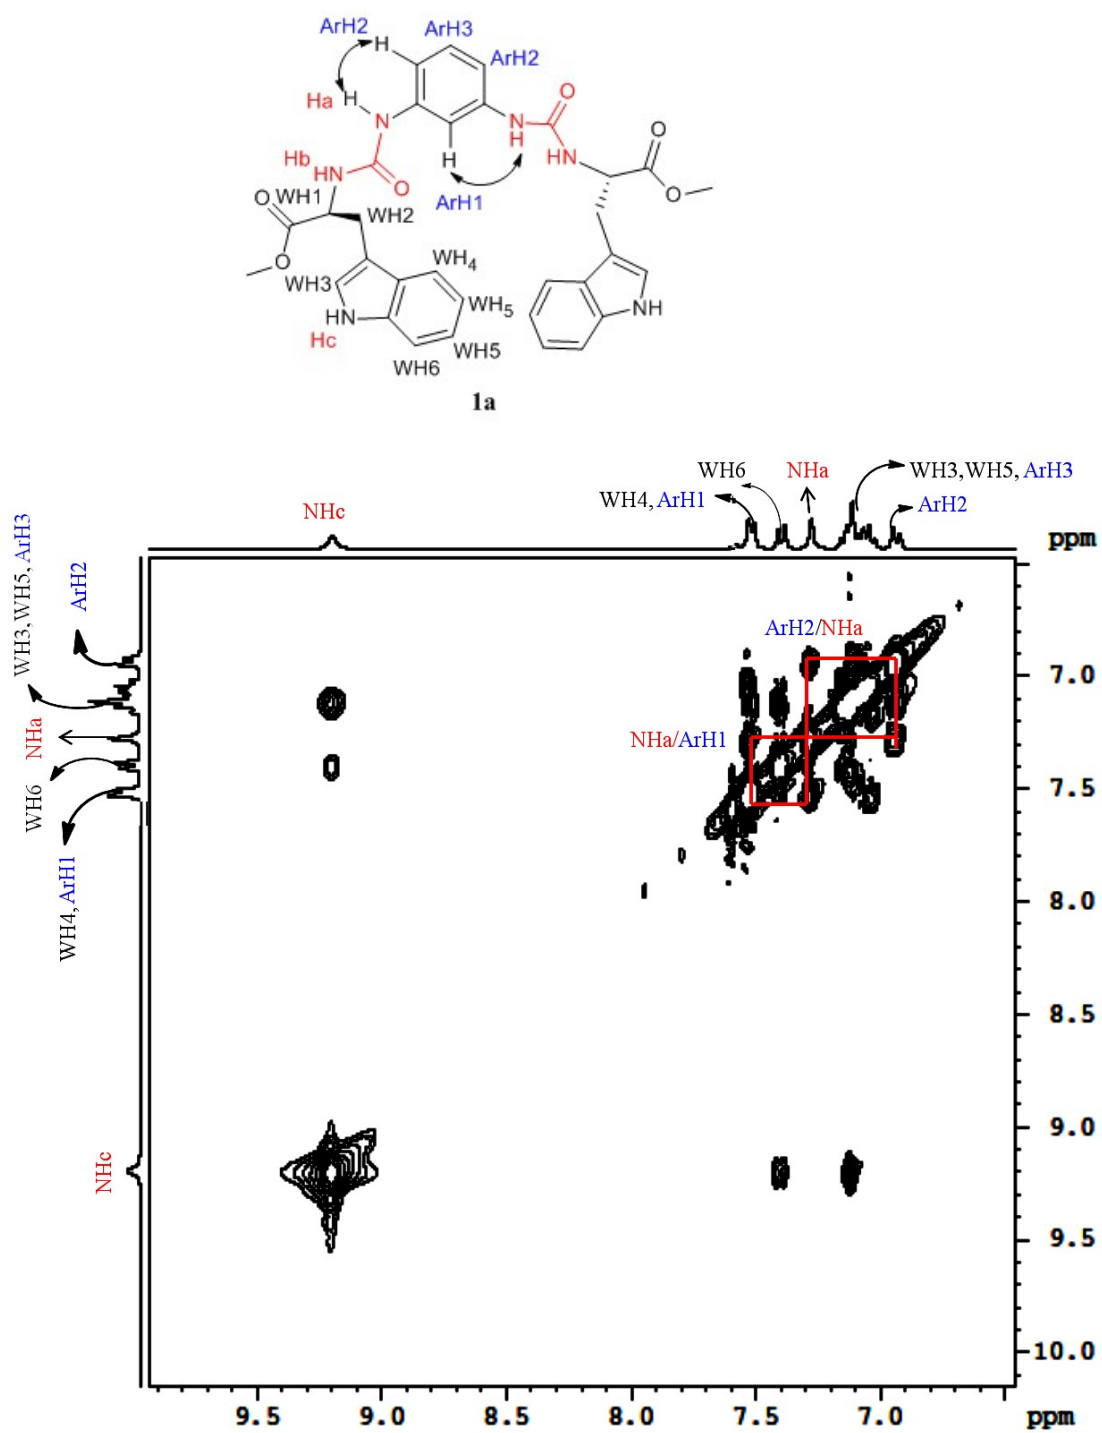 ArH2
ArH3
H
ArH2
Ha
H
N
N
H
O
O
Hb
HN
H
HN
O
O
WH1
O
ArH1
O
WH2
WH3
WH4
HN
WH5
NH
Hc
WH5
WH6
1a
WH6
NHa
WH3,WH5, ArH3
WH4, ArH1
ArH2
NHc
ppm
WH3,WH5, ArH3
ArH2
NHa
WH6
WH4, ArH1
NHc
ArH2/NHa
NHa/ArH1
7.0
7.5
8.0
8.5
9.0
9.5
10.0
9.5
9.0
8.5
8.0
7.5
7.0
ppm